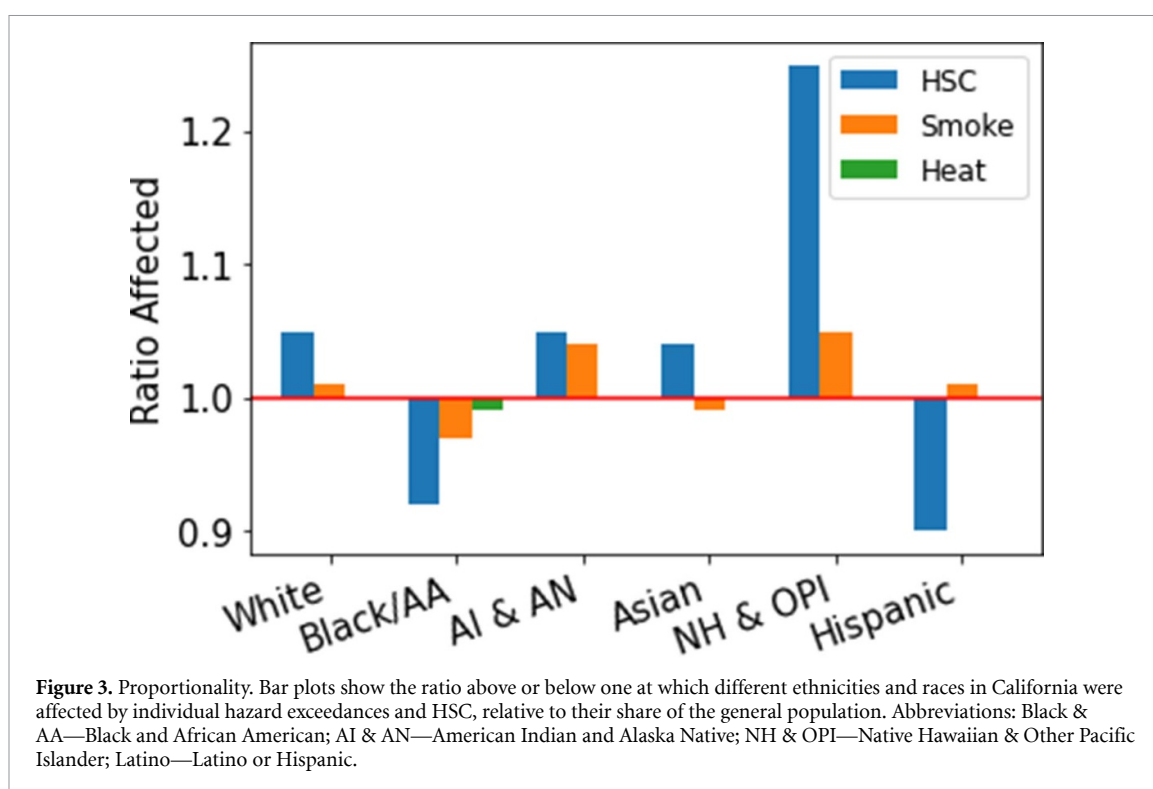 HSC
Smoke
Heat
Ratio Affected
1.2
1.1
1.0
0.9
White
Black/AA
AI & AN
Asian
NH & OPI
Hispanic
Figure 3. Proportionality. Bar plots show the ratio above or below one at which different ethnicities and races in California were
affected by individual hazard exceedances and HSC, relative to their share of the general population. Abbreviations: Black &
AA—Black and African American; AI & AN—American Indian and Alaska Native; NH & OPI—Native Hawaiian & Other Pacific
Islander; Latino—Latino or Hispanic.